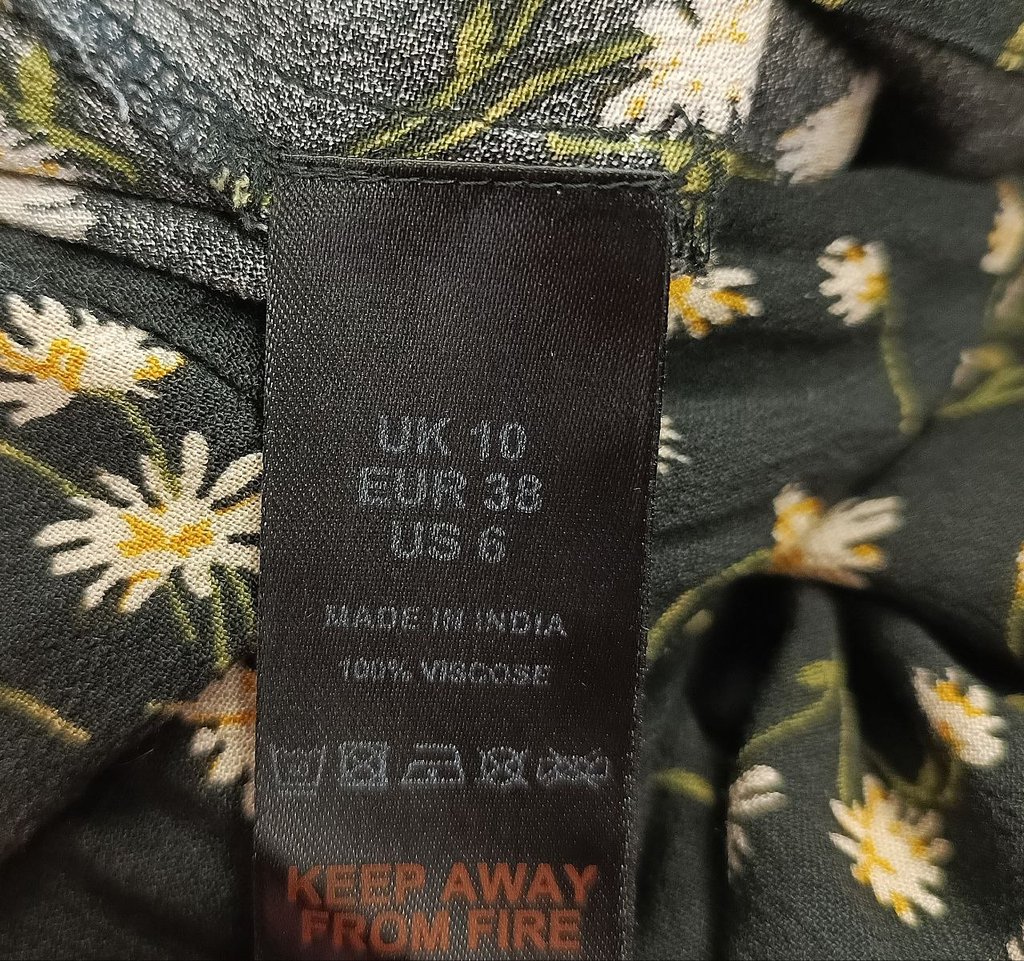 UK 10
EUR 38
US 6
MADE IN INDIA
100% VISCOSE
KEEP AWAY
FROM FIRE